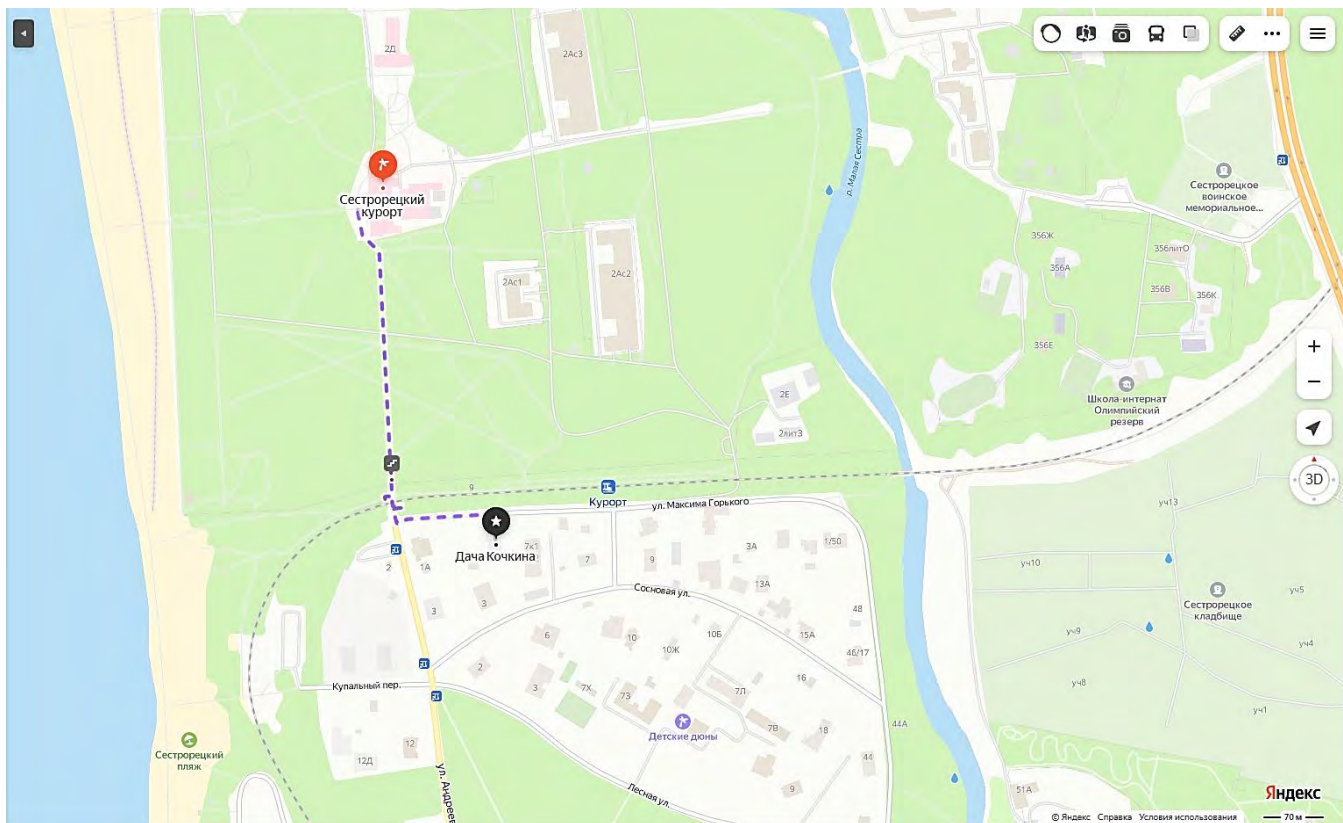 2Д
2Ас3
р. Малая Сестра
Сестрорецкое
воинское
мемориальное...
Сестрорецкий
курорт
356Ж
356литО
356А
2Ас2
2Ас1
356В
356К
356Е
Школа-интернат
Олимпийский
резерв
2Е
2лит3
3D
9
Курорт
ул. Максима Горького
уч13
Дача Кочкина
7к1
7
9
3А
1/50
2
1А
13А
уч10
Сосновая ул.
Сестрорецкое
кладбище
уч5
3
3
48
6
10
10Б
15А
уч9
уч4
10Ж
46/17
2
Купальный пер.
3
7Х
73
7Л
16
уч8
уч1
Детские дюны
7В
18
44А
12
Сестрорецкий
пляж
12Д
44
ул. Андреев
Лесная ул.
9
51А
Яндекс
© Яндекс Справка Условия использования
70 м